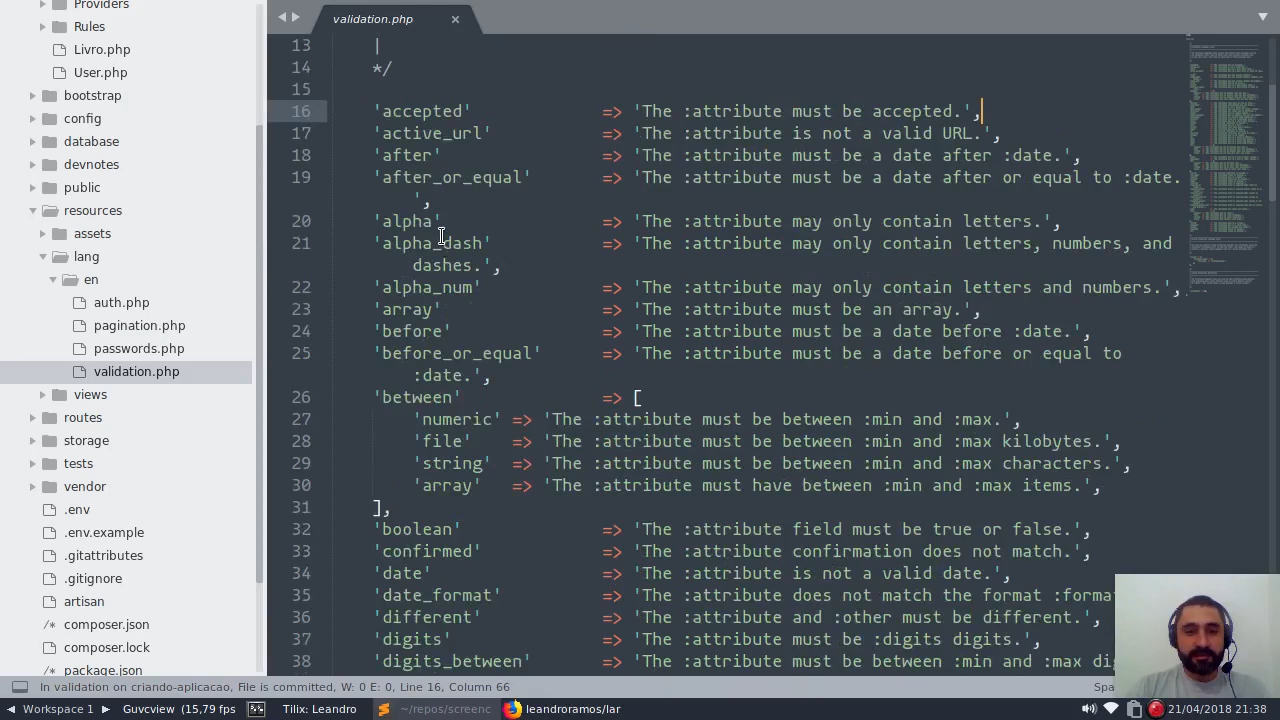 Providers
Rules
Livro.php
User.php
bootstrap
config
database
devnotes
public
resources
assets
lang
en
auth.php
pagination.php
passwords.php
validation.php
views
routes
storage
tests
vendor
.env
.env.example
.gitattributes
.gitignore
artisan
composer.json
composer.lock
package.json
validation.php ×
13 |
14 */
15
16 'accepted' => 'The :attribute must be accepted.',
17 'active_url' => 'The :attribute is not a valid URL.',
18 'after' => 'The :attribute must be a date after :date.',
19 'after_or_equal' => 'The :attribute must be a date after or equal to :date.
',
20 'alpha' => 'The :attribute may only contain letters.',
21 'alpha_dash' => 'The :attribute may only contain letters, numbers, and
dashes.',
22 'alpha_num' => 'The :attribute may only contain letters and numbers.',
23 'array' => 'The :attribute must be an array.',
24 'before' => 'The :attribute must be a date before :date.',
25 'before_or_equal' => 'The :attribute must be a date before or equal to
:date.',
26 'between' => [
27 'numeric' => 'The :attribute must be between :min and :max.',
28 'file' => 'The :attribute must be between :min and :max kilobytes.',
29 'string' => 'The :attribute must be between :min and :max characters.',
30 'array' => 'The :attribute must have between :min and :max items.',
31 ],
32 'boolean' => 'The :attribute field must be true or false.',
33 'confirmed' => 'The :attribute confirmation does not match.',
34 'date' => 'The :attribute is not a valid date.',
35 'date_format' => 'The :attribute does not match the format :format
36 'different' => 'The :attribute and :other must be different.',
37 'digits' => 'The :attribute must be :digits digits.',
38 'digits_between' => 'The :attribute must be between :min and :max dig
In validation on criando-aplicacao, File is committed, W: 0 E: 0, Line 16, Column 66
Spa
Workspace 1 Guvcview (15,79 fps Tilix: Leandro ~/repos/screenc leandroramos/lar 21/04/2018 21:38